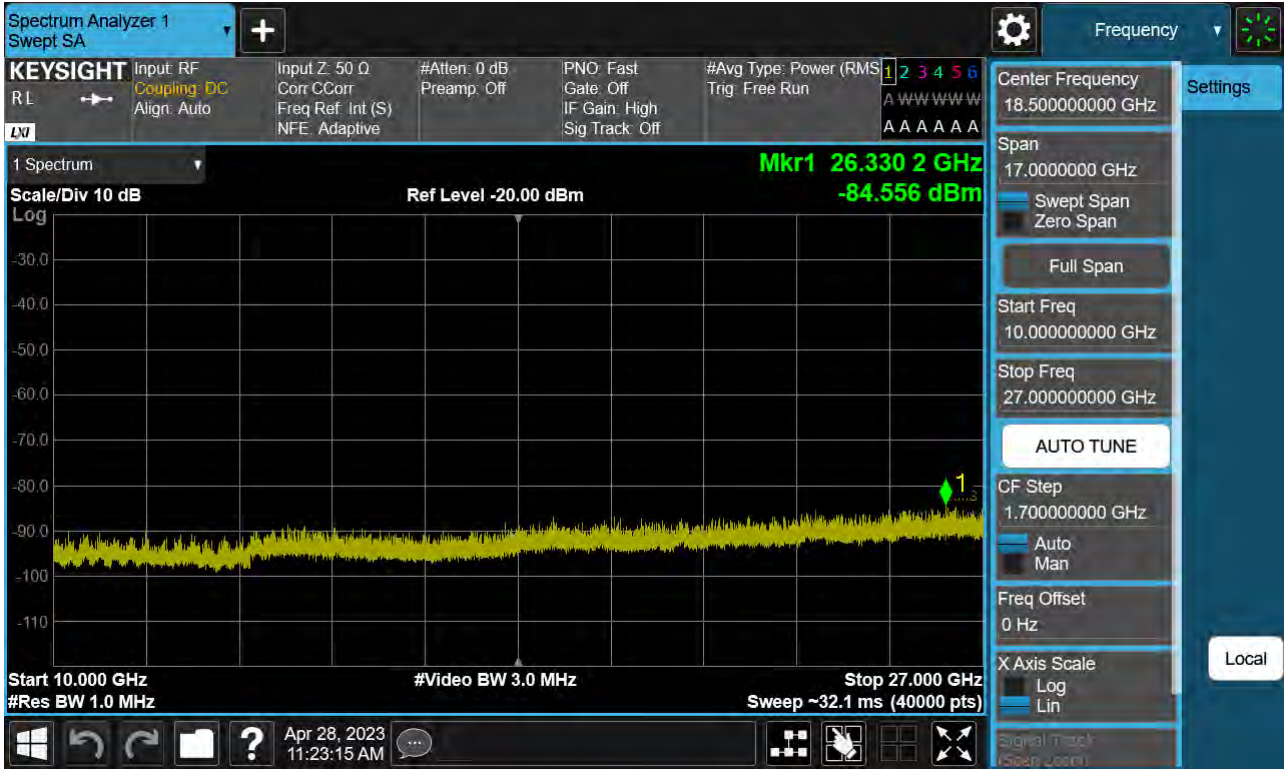 Spectrum Analyzer 1
Swept SA
+
Frequency
KEYSIGHT
R L
LXI
Input: RF
Coupling: DC
Align: Auto
Input Z: 50 Ω
Corr CCorr
Freq Ref: Int (S)
NFE: Adaptive
#Atten: 0 dB
Preamp: Off
PNO: Fast
Gate: Off
IF Gain: High
Sig Track: Off
#Avg Type: Power (RMS
Trig: Free Run
1 2 3 4 5 6
A W W W W W
A A A A A A
1 Spectrum
Scale/Div 10 dB
Log
Ref Level -20.00 dBm
Mkr1 26.330 2 GHz
-84.556 dBm
-30.0
-40.0
-50.0
-60.0
-70.0
-80.0
-90.0
-100
-110
1
Start 10.000 GHz
#Res BW 1.0 MHz
#Video BW 3.0 MHz
Stop 27.000 GHz
Sweep ~32.1 ms (40000 pts)
Center Frequency
18.500000000 GHz
Span
17.0000000 GHz
Swept Span
Zero Span
Full Span
Start Freq
10.000000000 GHz
Stop Freq
27.000000000 GHz
AUTO TUNE
CF Step
1.700000000 GHz
Auto
Man
Freq Offset
0 Hz
X Axis Scale
Log
Lin
Signal Track
(Span Zoom)
Settings
Local
?
Apr 28, 2023
11:23:15 AM